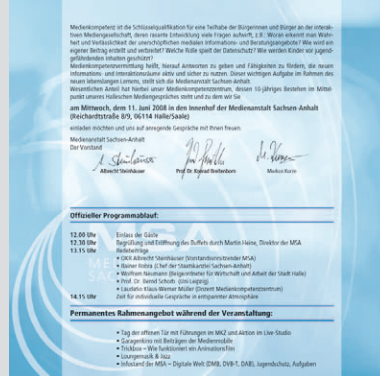 Medienkompetenz ist die Schlüsselqualifikation für eine Teilhabe der Bürgerinnen und Bürger an der interak-
tiven Mediengesellschaft, deren rasante Entwicklung viele Fragen aufwirft, z.B.: Woran erkennt man Wahr-
heit und Verlässlichkeit der unerschöpflichen medialen Informations- und Beratungsangebote? Wie wird ein
eigener Beitrag erstellt und verbreitet? Welche Rolle spielt der Datenschutz? Wie werden Kinder vor jugend-
gefährdenden Inhalten geschützt?
Medienkompetenzvermittlung heißt, hierauf Antworten zu geben und Fähigkeiten zu fördern, die neuen
Informations- und Interaktionsräume aktiv und sicher zu nutzen. Dieser wichtigen Aufgabe im Rahmen des
neuen lebenslangen Lernens, stellt sich die Medienanstalt Sachsen-Anhalt.
Wesentlichen Anteil hat hierbei unser Medienkompetenzzentrum, dessen 10-jähriges Bestehen im Mittel-
punkt unseres Halleschen Mediengespräches steht und zu dem wir Sie
am Mittwoch, dem 11. Juni 2008 in den Innenhof der Medienanstalt Sachsen-Anhalt
(Reichardtstraße 8/9, 06114 Halle/Saale)
einladen möchten und uns auf anregende Gespräche mit Ihnen freuen.
Medienanstalt Sachsen-Anhalt
Der Vorstand
Albrecht Steinhäuser Prof. Dr. Konrad Breitenborn Markus Kurze
Offizieller Programmablauf:
12.00 Uhr Einlass der Gäste
12.30 Uhr Begrüßung und Eröffnung des Buffets durch Martin Heine, Direktor der MSA
13.15 Uhr Redebeiträge
• OKR Albrecht Steinhäuser (Vorstandsvorsitzender MSA)
• Rainer Robra (Chef der Staatskanzlei Sachsen-Anhalt)
• Wolfram Neumann (Beigeordneter für Wirtschaft und Arbeit der Stadt Halle)
• Prof. Dr. Bernd Schorb (Uni Leipzig)
• Laudatio Klaus-Werner Müller (Dozent Medienkompetenzzentrum)
14.15 Uhr Zeit für individuelle Gespräche in entspannter Atmosphäre
Permanentes Rahmenangebot während der Veranstaltung:
• Tag der offenen Tür mit Führungen im MKZ und Aktion im Live-Studio
• Garagenkino mit Beiträgen der Medienmobile
• Trickbox – Wie funktioniert ein Animationsfilm
• Loungemusik & Jazz
• Infostand der MSA – Digitale Welt (DMB, DVB-T, DAB), Jugendschutz, Aufgaben